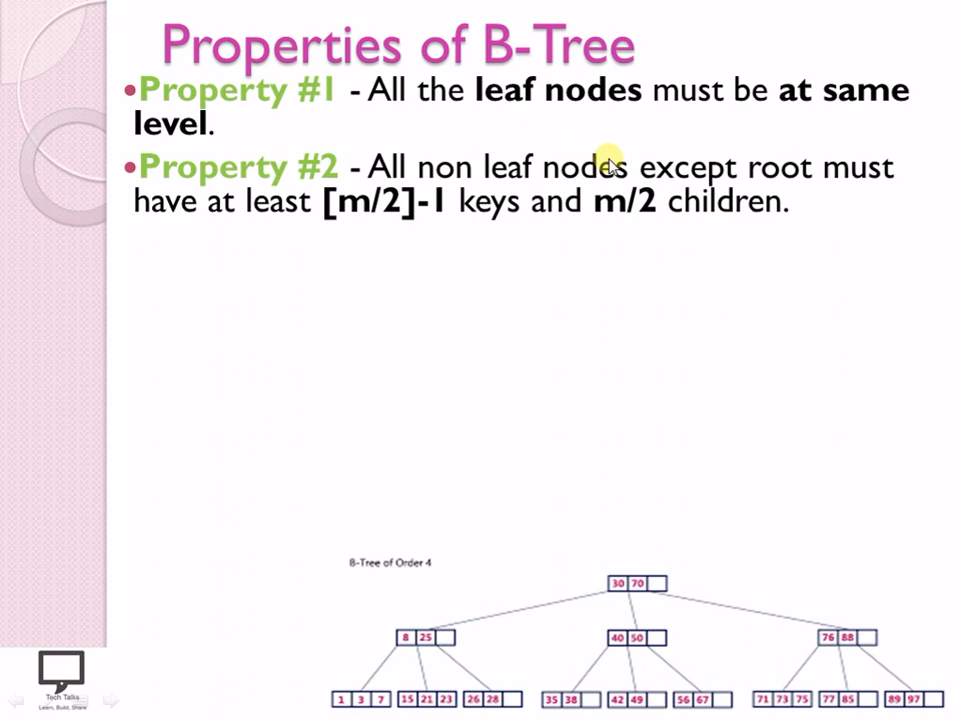 Properties of B-Tree
•Property #1 - All the leaf nodes must be at same
level.
•Property #2 - All non leaf nodes except root must
have at least [m/2]-1 keys and m/2 children.
B-Tree of Order 4
30 70
8 25
40 50
76 88
1 3 7
15 21 23
26 28
35 38
42 49
56 67
71 73 75
77 85
89 97
Tech Talks
Learn, Build, Share